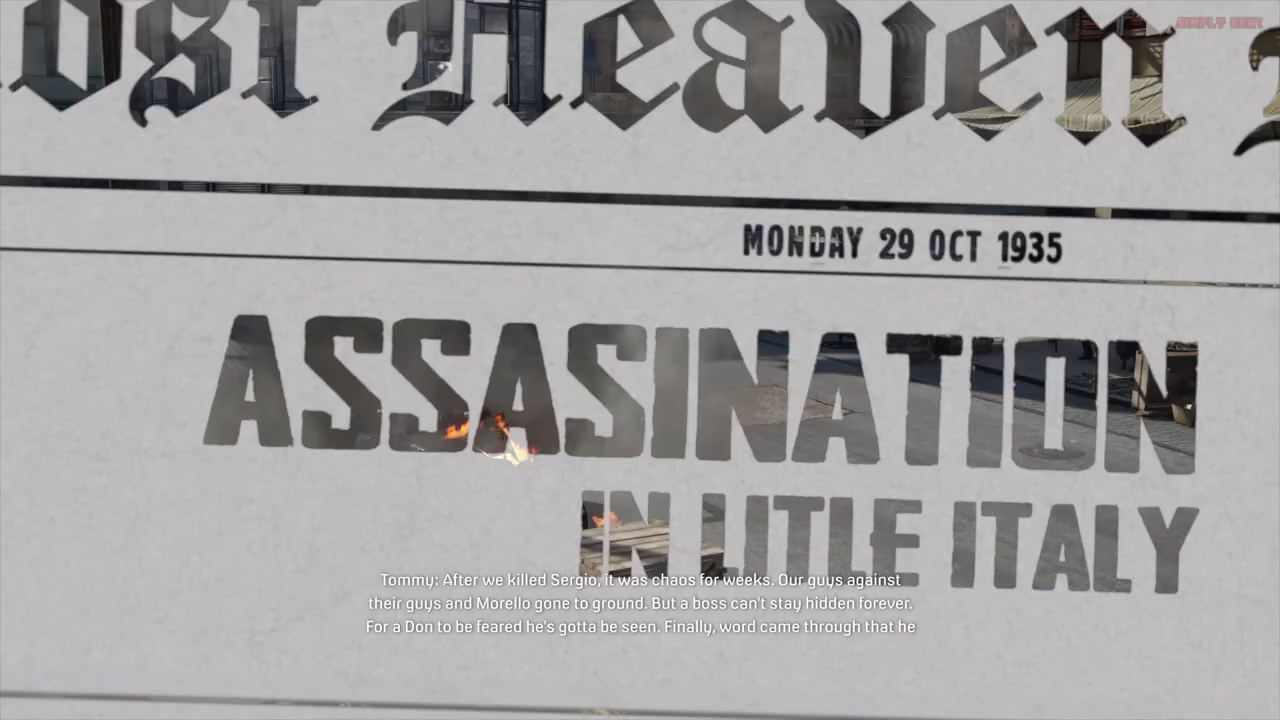 ost Heaven
MONDAY 29 OCT 1935
ASSASINATION
IN LITLE ITALY
Tommy: After we killed Sergio, it was chaos for weeks. Our guys against
their guys and Morello gone to ground. But a boss can't stay hidden forever.
For a Don to be feared he's gotta be seen. Finally, word came through that he